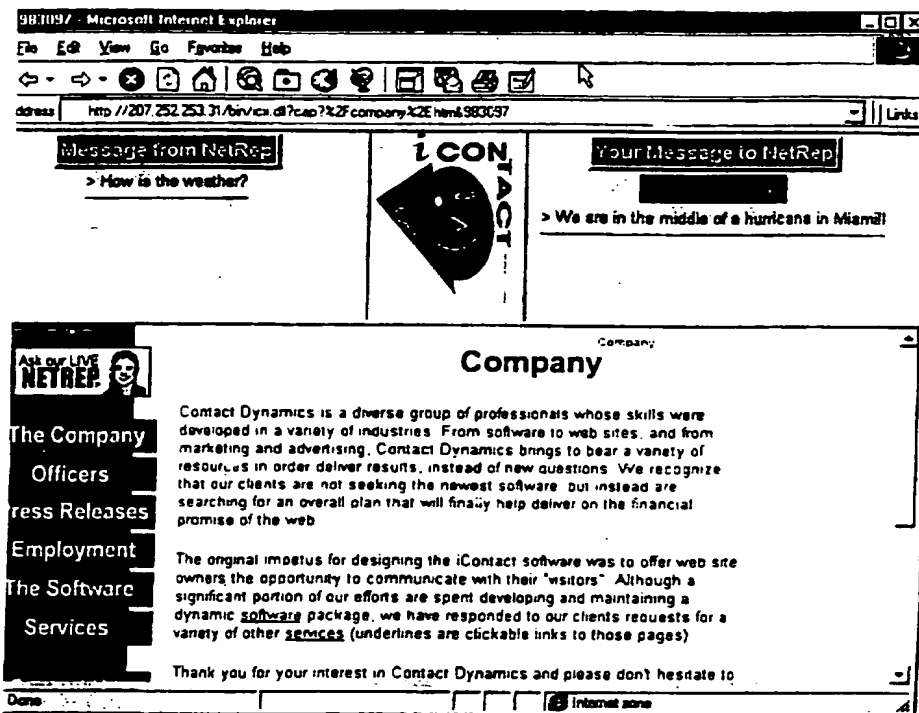 983097 - Microsoft Internet Explorer
File Edit View Go Favorites Help
Address http://207.252.253.31/bin/icx.dll?cap?%2Fcompany%2Ehtm&983097 Links
Message from NetRep
> How is the weather?
iCONTACT
Your Message to NetRep
> We are in the middle of a hurricane in Miami!!
Ask our LIVE
NETREP.
The Company
Officers
ress Releases
Employment
The Software
Services
Company
Company
Contact Dynamics is a diverse group of professionals whose skills were
developed in a variety of industries. From software to web sites, and from
marketing and advertising, Contact Dynamics brings to bear a variety of
resources in order deliver results, instead of new questions. We recognize
that our clients are not seeking the newest software, but instead are
searching for an overall plan that will finally help deliver on the financial
promise of the web
The original impetus for designing the iContact software was to offer web site
owners the opportunity to communicate with their "visitors". Although a
significant portion of our efforts are spent developing and maintaining a
dynamic software package, we have responded to our clients requests for a
variety of other services (underlines are clickable links to those pages)
Thank you for your interest in Contact Dynamics and please don't hesitate to
Done Internet zone